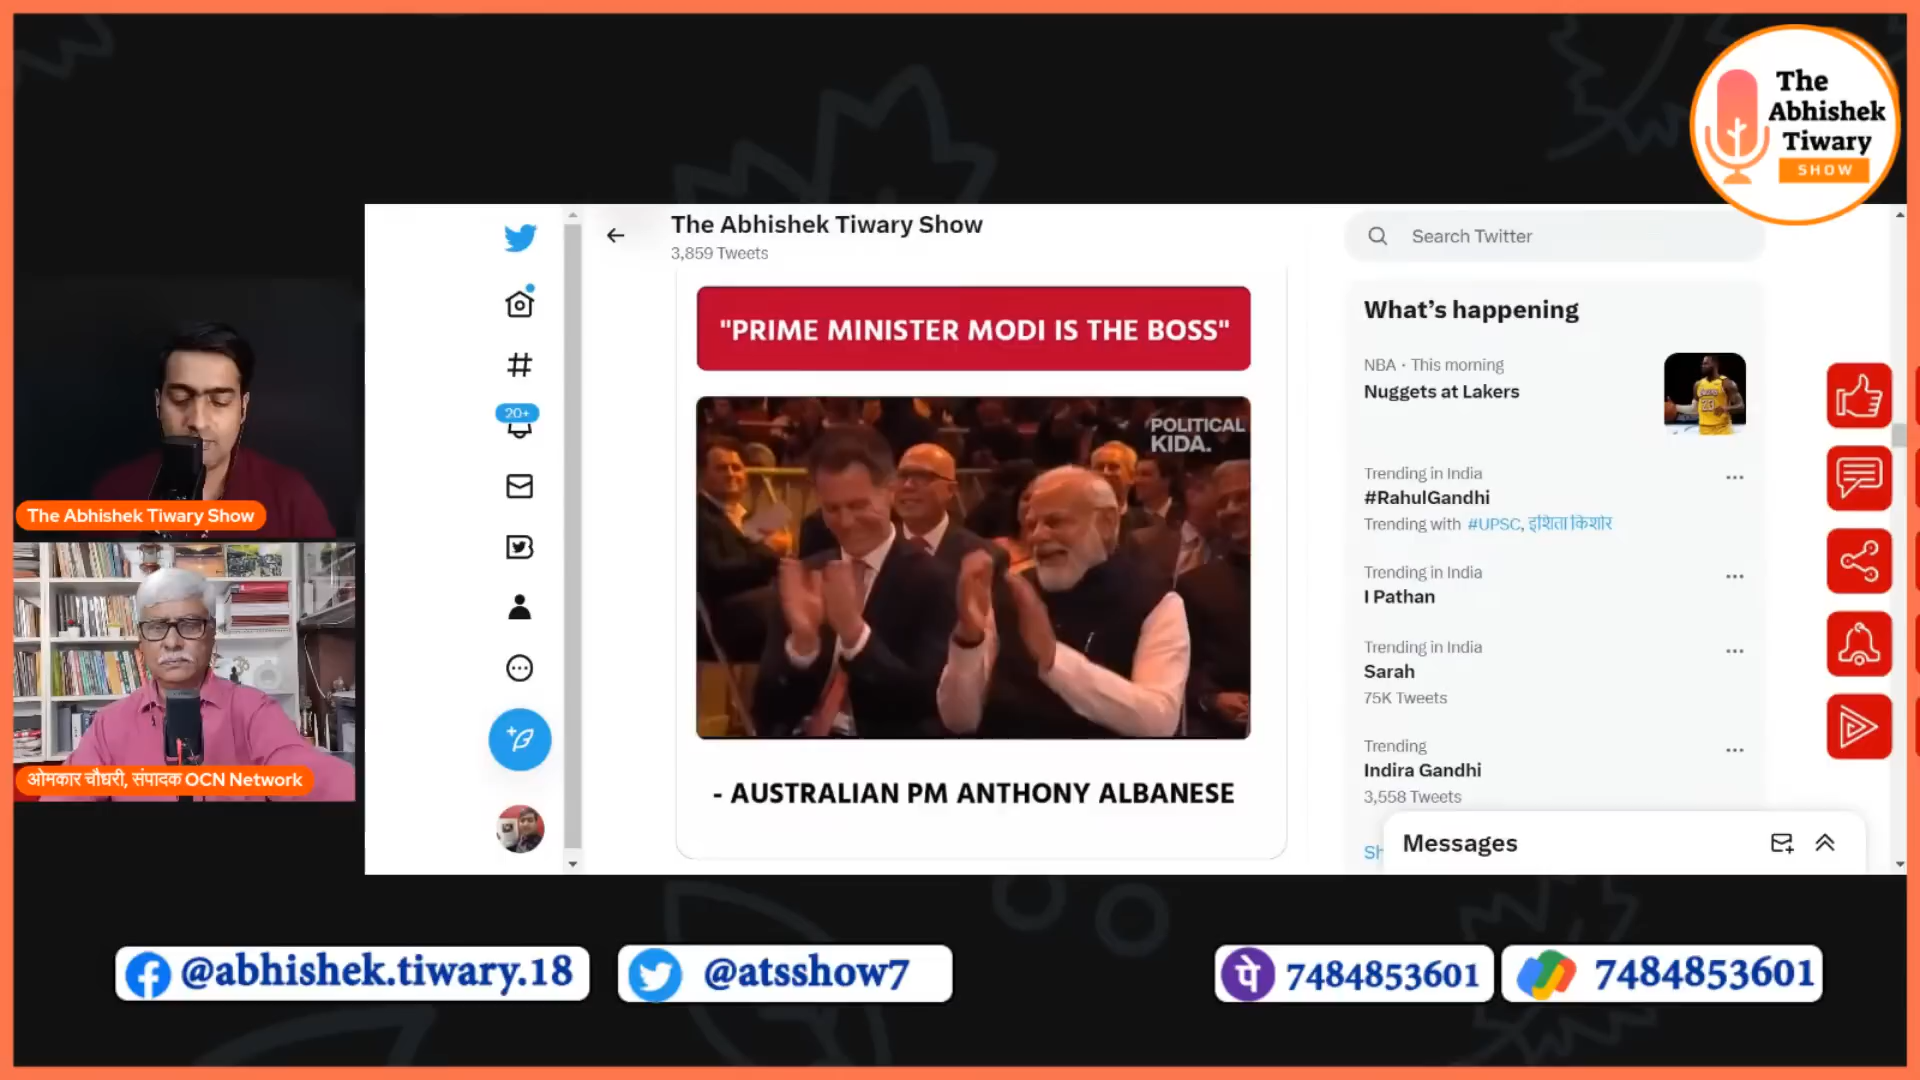 The
Abhishek
Tiwary
SHOW
The Abhishek Tiwary Show
3,859 Tweets
"PRIME MINISTER MODI IS THE BOSS"
POLITICAL
KIDA.
- AUSTRALIAN PM ANTHONY ALBANESE
20+
Search Twitter
What's happening
NBA · This morning
Nuggets at Lakers
Trending in India
#RahulGandhi
Trending with #UPSC, इशिता किशोर
Trending in India
I Pathan
Trending in India
Sarah
75K Tweets
Trending
Indira Gandhi
3,558 Tweets
Sh
Messages
The Abhishek Tiwary Show
ओमकार चौधरी, संपादक OCN Network
@abhishek.tiwary.18
@atsshow7
पे 7484853601
7484853601